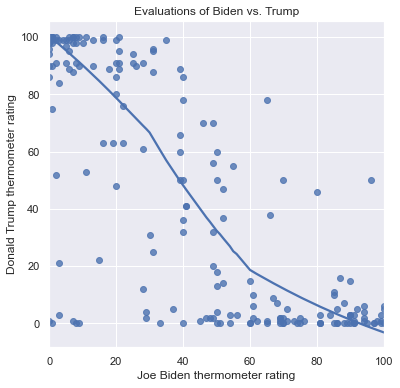 Evaluations of Biden vs. Trump
Donald Trump thermometer rating
100
80
60
40
20
0
0 20 40 60 80 100
Joe Biden thermometer rating